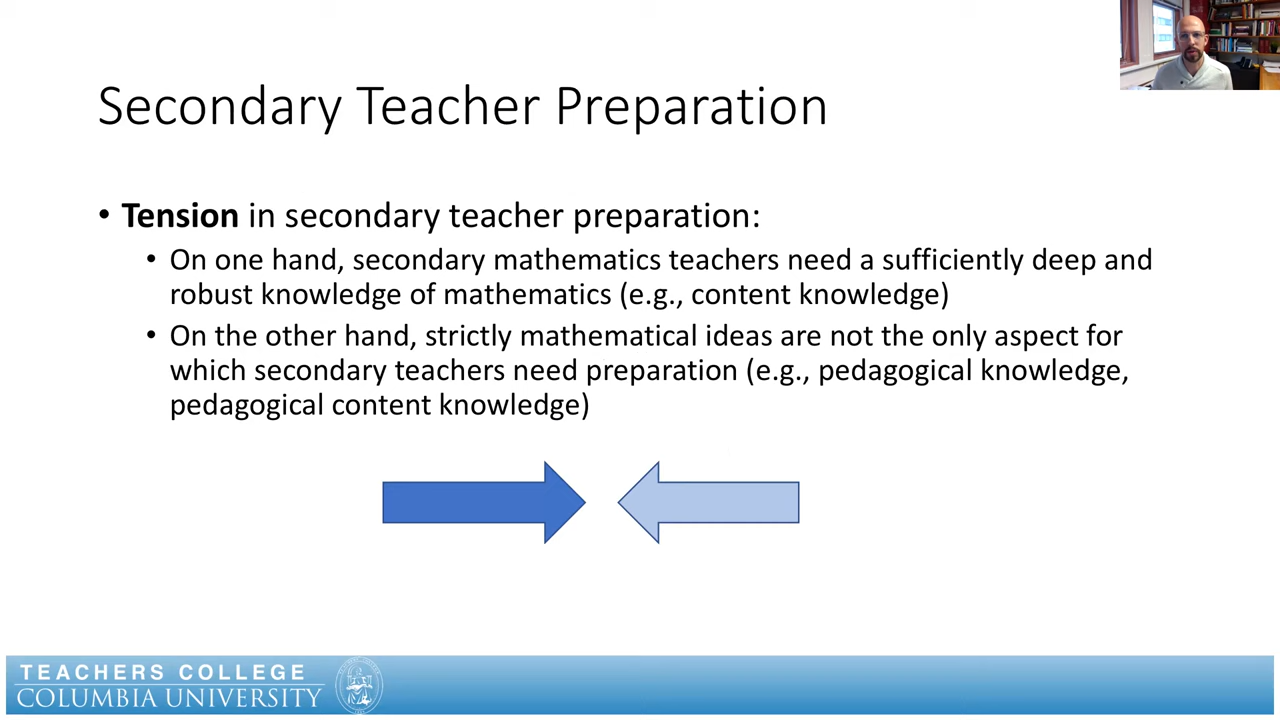 Secondary Teacher Preparation
• Tension in secondary teacher preparation:
• On one hand, secondary mathematics teachers need a sufficiently deep and
robust knowledge of mathematics (e.g., content knowledge)
• On the other hand, strictly mathematical ideas are not the only aspect for
which secondary teachers need preparation (e.g., pedagogical knowledge,
pedagogical content knowledge)
TEACHERS COLLEGE
COLUMBIA UNIVERSITY